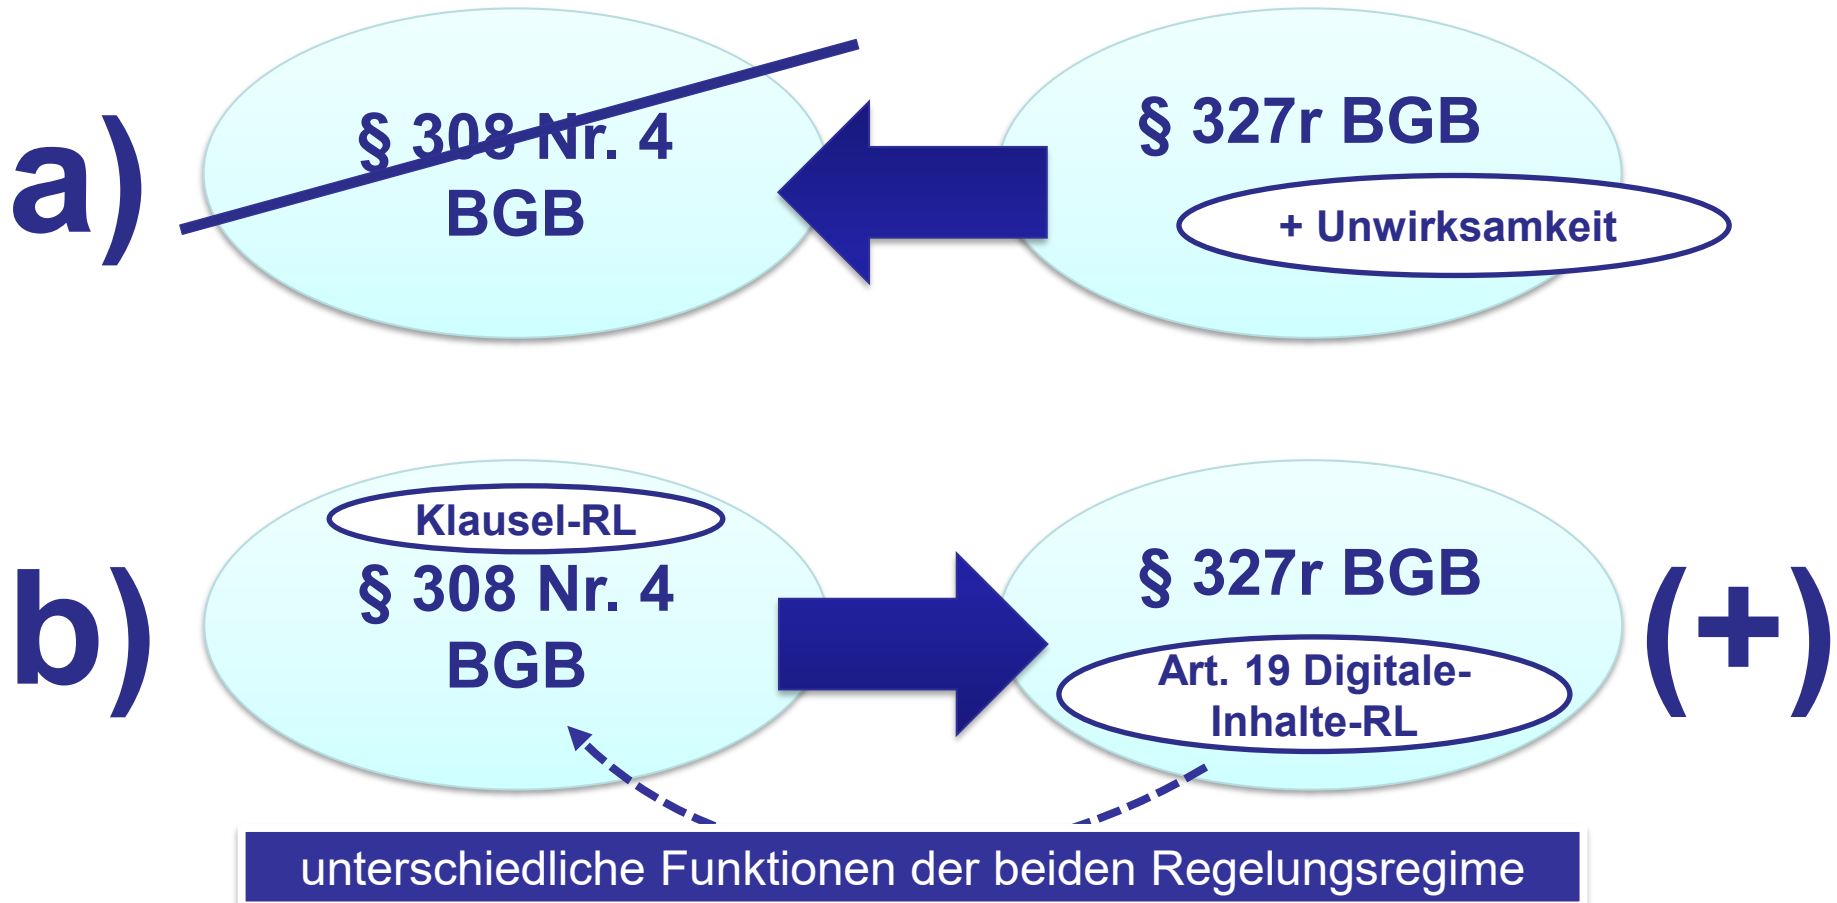 a)
§ 308 Nr. 4
BGB
§ 327r BGB
+ Unwirksamkeit
b)
Klausel-RL
§ 308 Nr. 4
BGB
§ 327r BGB
Art. 19 Digitale-
Inhalte-RL
(+)
unterschiedliche Funktionen der beiden Regelungsregime